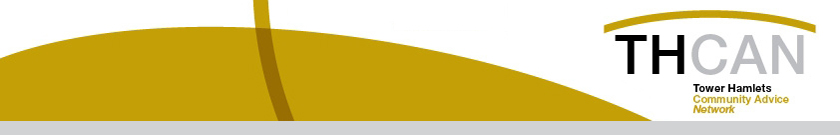 THCAN
Tower Hamlets
Community Advice
Network